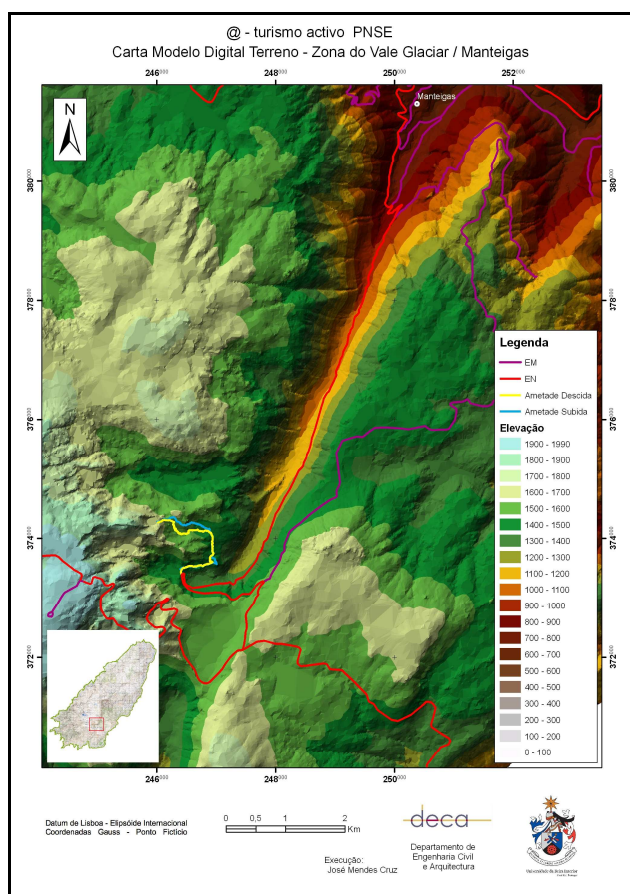 @ - turismo activo PNSE
Carta Modelo Digital Terreno - Zona do Vale Glaciar / Manteigas
246000
248000
250000
252000
N
Manteigas
380000
378000
376000
374000
372000
380000
378000
376000
374000
372000
Legenda
EM
EN
Ametade Descida
Ametade Subida
Elevação
1900 - 1990
1800 - 1900
1700 - 1800
1600 - 1700
1500 - 1600
1400 - 1500
1300 - 1400
1200 - 1300
1100 - 1200
1000 - 1100
900 - 1000
800 - 900
700 - 800
600 - 700
500 - 600
400 - 500
300 - 400
200 - 300
100 - 200
0 - 100
246000
248000
250000
Datum de Lisboa - Elipsóide Internacional
Coordenadas Gauss - Ponto Fictício
0 0,5 1 2
Km
deca
Departamento de
Engenharia Civil
e Arquitectura
Execução:
José Mendes Cruz